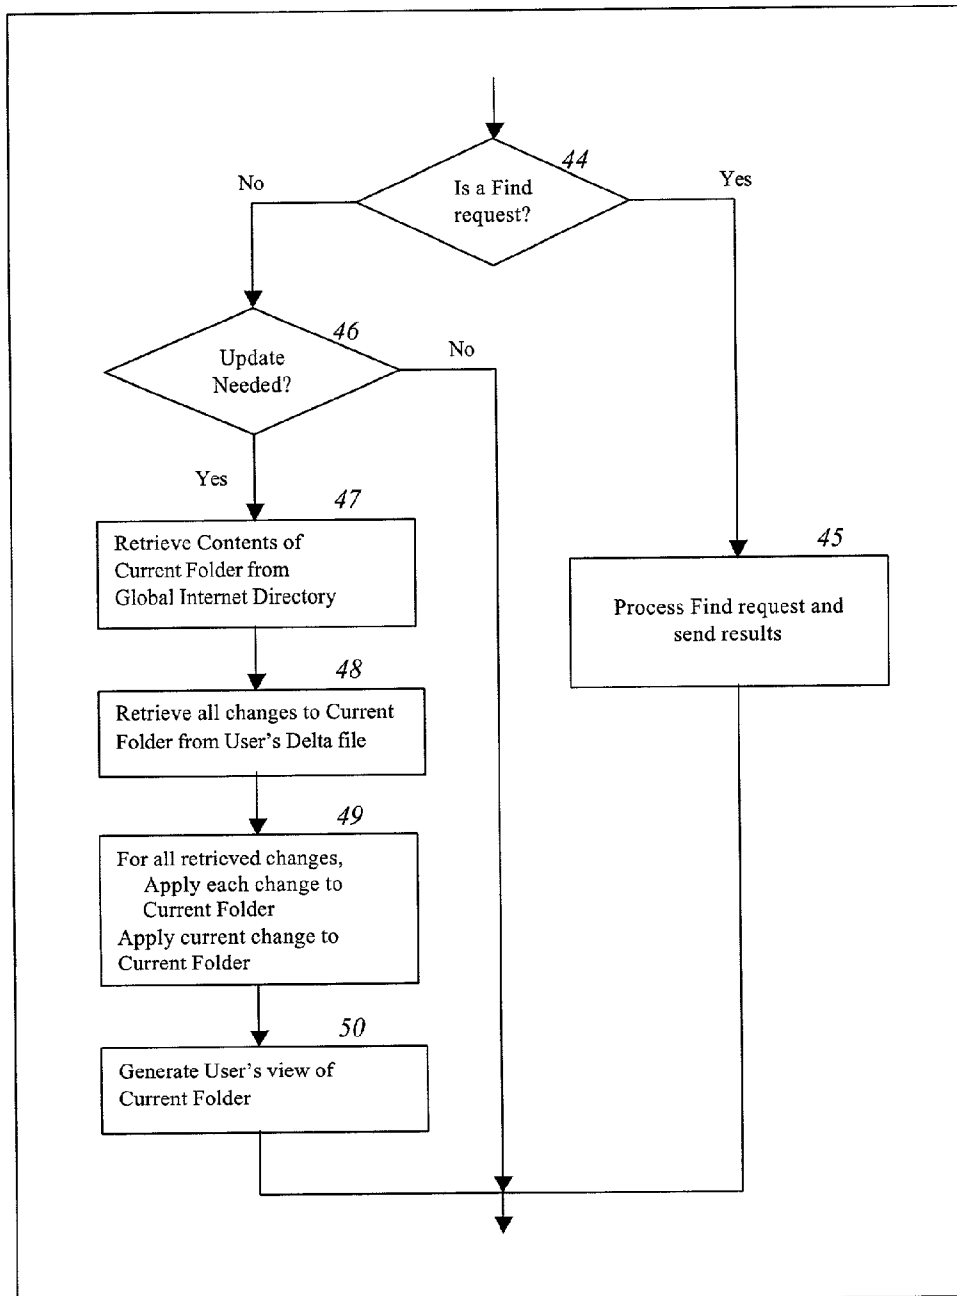 44
Is a Find
request?
No
Yes
46
Update
Needed?
No
Yes
47
Retrieve Contents of
Current Folder from
Global Internet Directory
45
Process Find request and
send results
48
Retrieve all changes to Current
Folder from User's Delta file
49
For all retrieved changes,
Apply each change to
Current Folder
Apply current change to
Current Folder
50
Generate User's view of
Current Folder